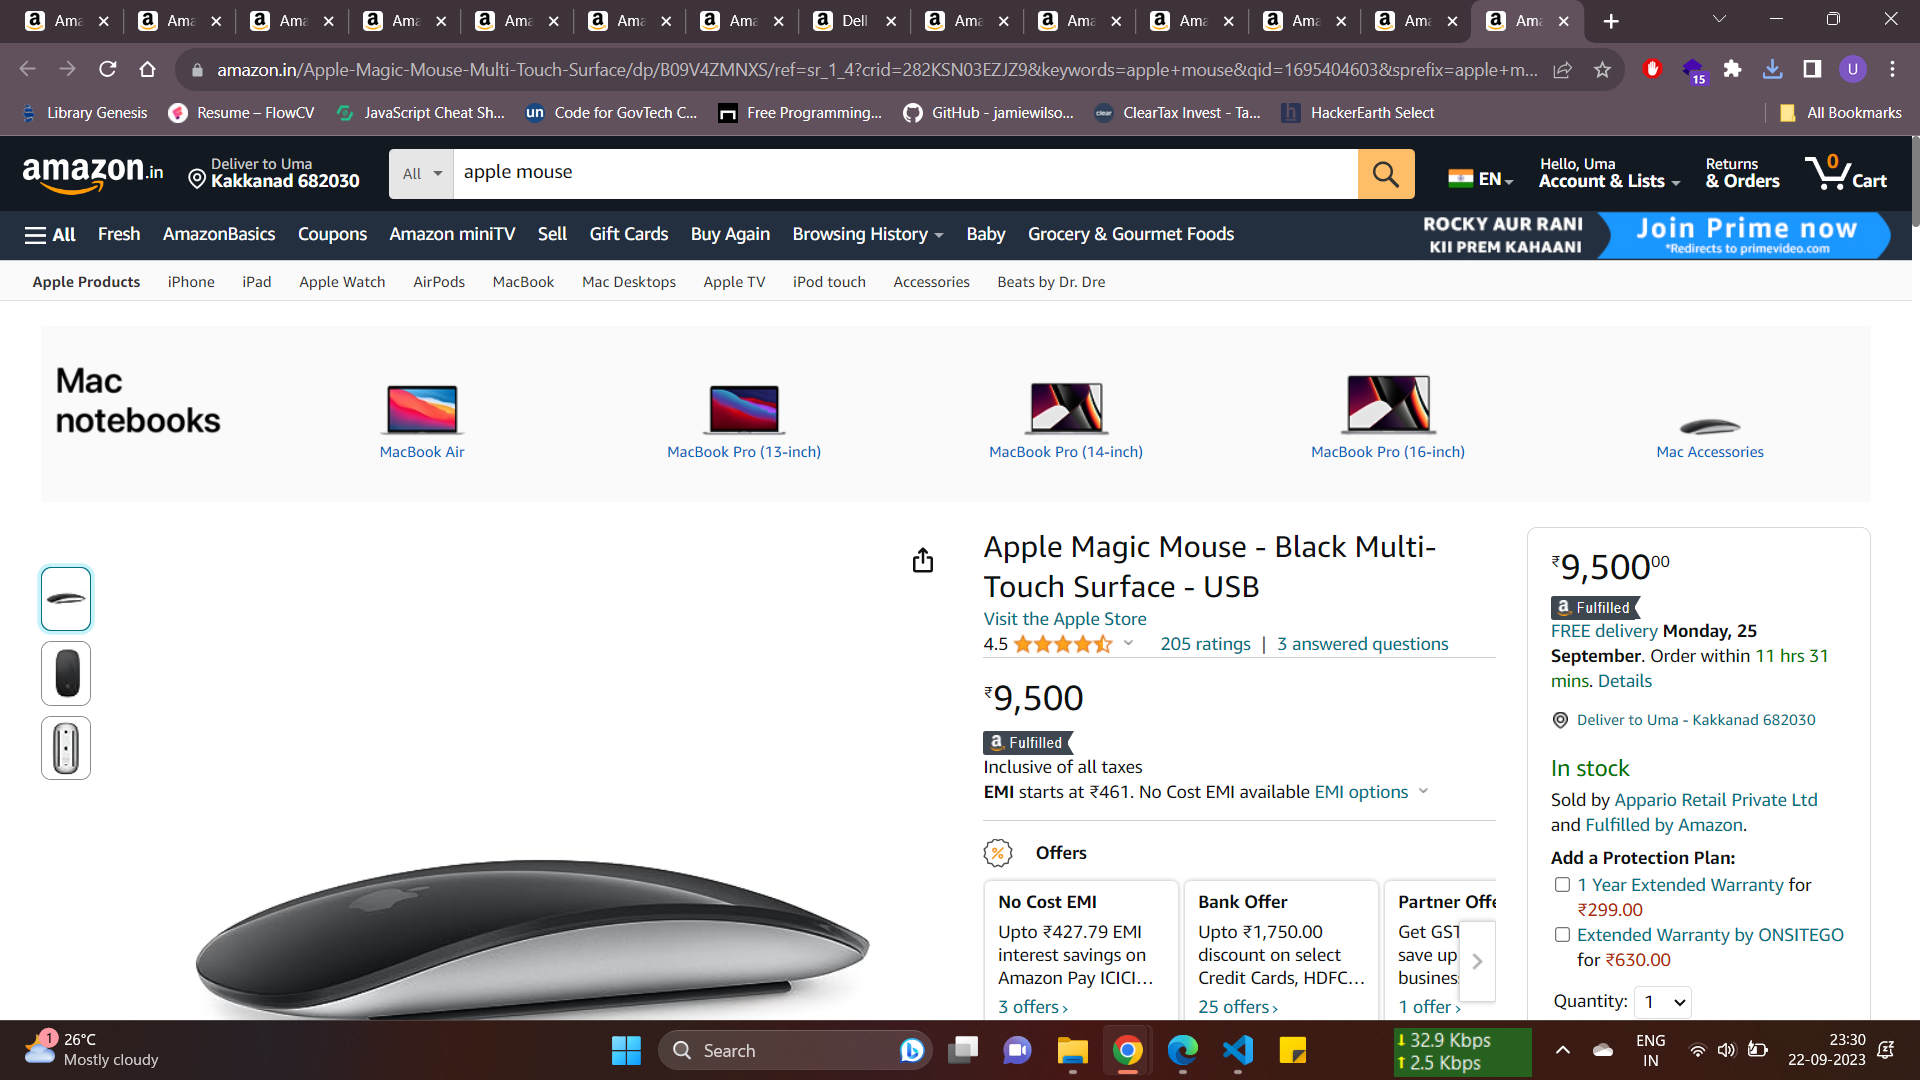 Ama Ama Ama Ama Ama Ama Ama Dell Ama Ama Ama Ama Ama Ama
amazon.in/Apple-Magic-Mouse-Multi-Touch-Surface/dp/B09V4ZMNXS/ref=sr_1_4?crid=282KSN03EZJZ9&keywords=apple+mouse&qid=1695404603&sprefix=apple+m... 15 U
Library Genesis Resume – FlowCV JavaScript Cheat Sh... un Code for GovTech C... Free Programming... GitHub - jamiewilso... clear ClearTax Invest - Ta... h HackerEarth Select All Bookmarks
amazon.in
Deliver to Uma
Kakkanad 682030
All
apple mouse
EN
Hello, Uma
Account & Lists
Returns
& Orders
0
Cart
All Fresh AmazonBasics Coupons Amazon miniTV Sell Gift Cards Buy Again Browsing History Baby Grocery & Gourmet Foods
ROCKY AUR RANI
KII PREM KAHAANI
Join Prime now
*Redirects to primevideo.com
Apple Products iPhone iPad Apple Watch AirPods MacBook Mac Desktops Apple TV iPod touch Accessories Beats by Dr. Dre
Mac
notebooks
MacBook Air MacBook Pro (13-inch) MacBook Pro (14-inch) MacBook Pro (16-inch) Mac Accessories
Apple Magic Mouse - Black Multi-
Touch Surface - USB
Visit the Apple Store
4.5 205 ratings | 3 answered questions
₹9,500
a Fulfilled
Inclusive of all taxes
EMI starts at ₹461. No Cost EMI available EMI options
% Offers
No Cost EMI
Upto ₹427.79 EMI
interest savings on
Amazon Pay ICICI...
3 offers ›
Bank Offer
Upto ₹1,750.00
discount on select
Credit Cards, HDFC...
25 offers ›
Partner Offe
Get GST
save up
busines
1 offer ›
₹9,500 00
a Fulfilled
FREE delivery Monday, 25
September. Order within 11 hrs 31
mins. Details
Deliver to Uma - Kakkanad 682030
In stock
Sold by Appario Retail Private Ltd
and Fulfilled by Amazon.
Add a Protection Plan:
1 Year Extended Warranty for
₹299.00
Extended Warranty by ONSITEGO
for ₹630.00
Quantity: 1
1
26°C
Mostly cloudy
Search
32.9 Kbps
2.5 Kbps
ENG
IN
23:30
22-09-2023